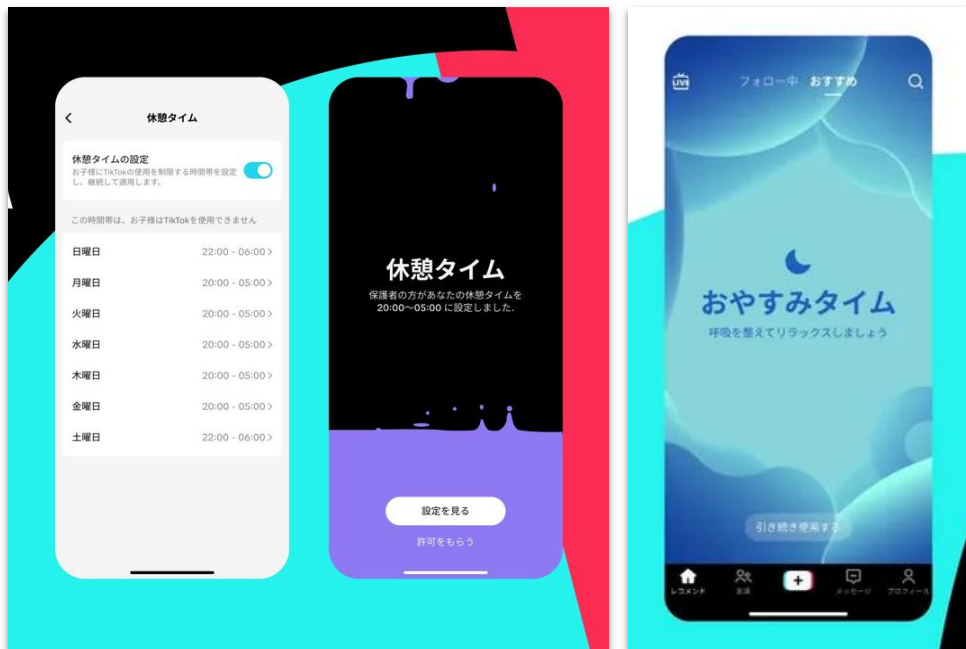 休憩タイム
休憩タイムの設定
お子様にTikTokの使用を制限する時間帯を設定
し、継続して適用します。
この時間帯は、お子様はTikTokを使用できません
日曜日 22:00 - 06:00
月曜日 20:00 - 05:00
火曜日 20:00 - 05:00
水曜日 20:00 - 05:00
木曜日 20:00 - 05:00
金曜日 20:00 - 05:00
土曜日 22:00 - 06:00
休憩タイム
保護者の方があなたの休憩タイムを
20:00〜05:00 に設定しました.
設定を見る
許可をもらう
LIVE フォロー中 おすすめ
おやすみタイム
呼吸を整えてリラックスしましょう
引き続き使用する
レコメンド 友達 メッセージ プロフィール